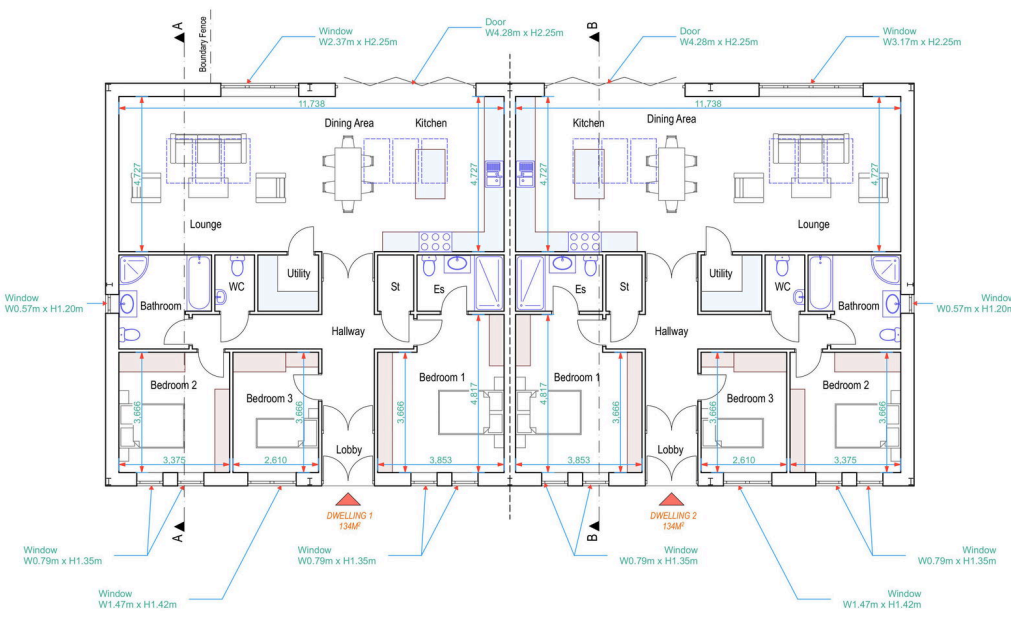 A
Boundary Fence
Window
W2.37m x H2.25m
Door
W4.28m x H2.25m
B
Door
W4.28m x H2.25m
Window
W3.17m x H2.25m
11,738
11,738
Dining Area
Kitchen
Kitchen
Dining Area
4,727
4,727
4,727
4,727
Lounge
Lounge
Utility
Utility
WC
St
Es
Es
St
WC
Window
W0.57m x H1.20m
Bathroom
Bathroom
Window
W0.57m x H1.20m
Hallway
Hallway
Bedroom 2
Bedroom 3
Bedroom 1
Bedroom 1
Bedroom 3
Bedroom 2
3,666
3,666
3,666
4,817
4,817
3,666
3,666
3,666
Lobby
Lobby
3,375
2,610
3,853
3,853
2,610
3,375
DWELLING 1
134M²
DWELLING 2
134M²
A
B
Window
W0.79m x H1.35m
Window
W0.79m x H1.35m
Window
W0.79m x H1.35m
Window
W0.79m x H1.35m
Window
W1.47m x H1.42m
Window
W1.47m x H1.42m